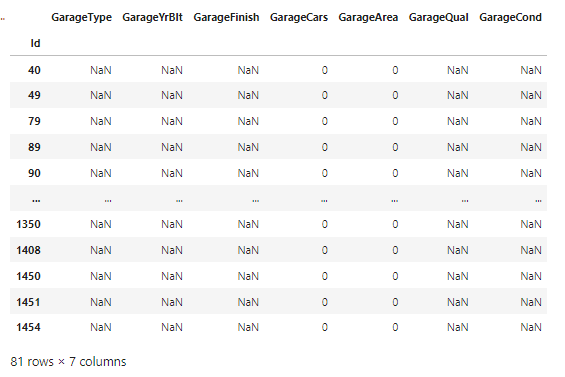 GarageType GarageYrBlt GarageFinish GarageCars GarageArea GarageQual GarageCond
Id
40 NaN NaN NaN 0 0 NaN NaN
49 NaN NaN NaN 0 0 NaN NaN
79 NaN NaN NaN 0 0 NaN NaN
89 NaN NaN NaN 0 0 NaN NaN
90 NaN NaN NaN 0 0 NaN NaN
... ... ... ... ... ... ... ...
1350 NaN NaN NaN 0 0 NaN NaN
1408 NaN NaN NaN 0 0 NaN NaN
1450 NaN NaN NaN 0 0 NaN NaN
1451 NaN NaN NaN 0 0 NaN NaN
1454 NaN NaN NaN 0 0 NaN NaN
81 rows × 7 columns